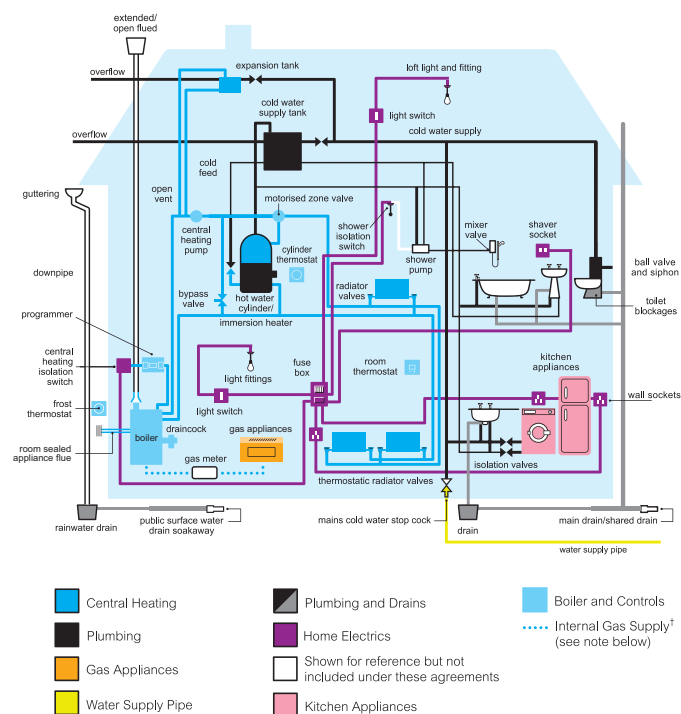 extended/
open flued
overflow
expansion tank
loft light and fitting
light switch
cold water
supply tank
overflow
cold water supply
cold
feed
guttering
open
vent
motorised zone valve
central
heating
pump
shower
isolation
switch
mixer
valve
shaver
socket
cylinder
thermostat
shower
pump
downpipe
ball valve
and siphon
bypass
valve
hot water
cylinder/
immersion heater
radiator
valves
toilet
blockages
programmer
central
heating
isolation
switch
light fittings
fuse
box
room
thermostat
kitchen
appliances
wall sockets
frost
thermostat
light switch
boiler
draincock
gas appliances
room sealed
appliance flue
gas meter
thermostatic radiator valves
isolation valves
rainwater drain
public surface water
drain soakaway
mains cold water stop cock
drain
main drain/shared drain
water supply pipe
Central Heating
Plumbing and Drains
Boiler and Controls
Plumbing
Home Electrics
Internal Gas Supply†
(see note below)
Gas Appliances
Shown for reference but not
included under these agreements
Water Supply Pipe
Kitchen Appliances